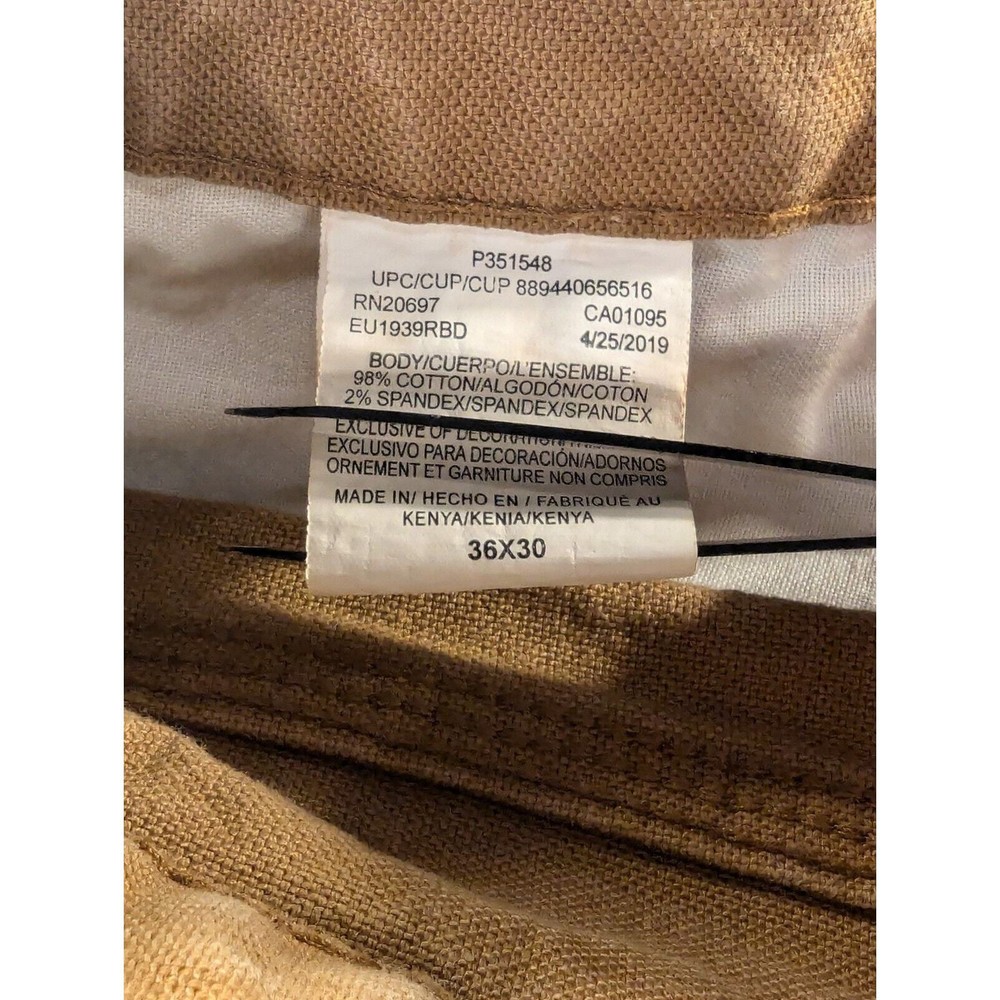 P351548
UPC/CUP/CUP 889440656516
RN20697 CA01095
EU1939RBD 4/25/2019
BODY/CUERPO/L'ENSEMBLE:
98% COTTON/ALGODÓN/COTON
2% SPANDEX/SPANDEX/SPANDEX
EXCLUSIVE OF
EXCLUSIVO PARA DECORACIÓN/ADORNOS
ORNEMENT ET GARNITURE NON COMPRIS
MADE IN/ HECHO EN / FABRIQUÉ AU
KENYA/KENIA/KENYA
36X30